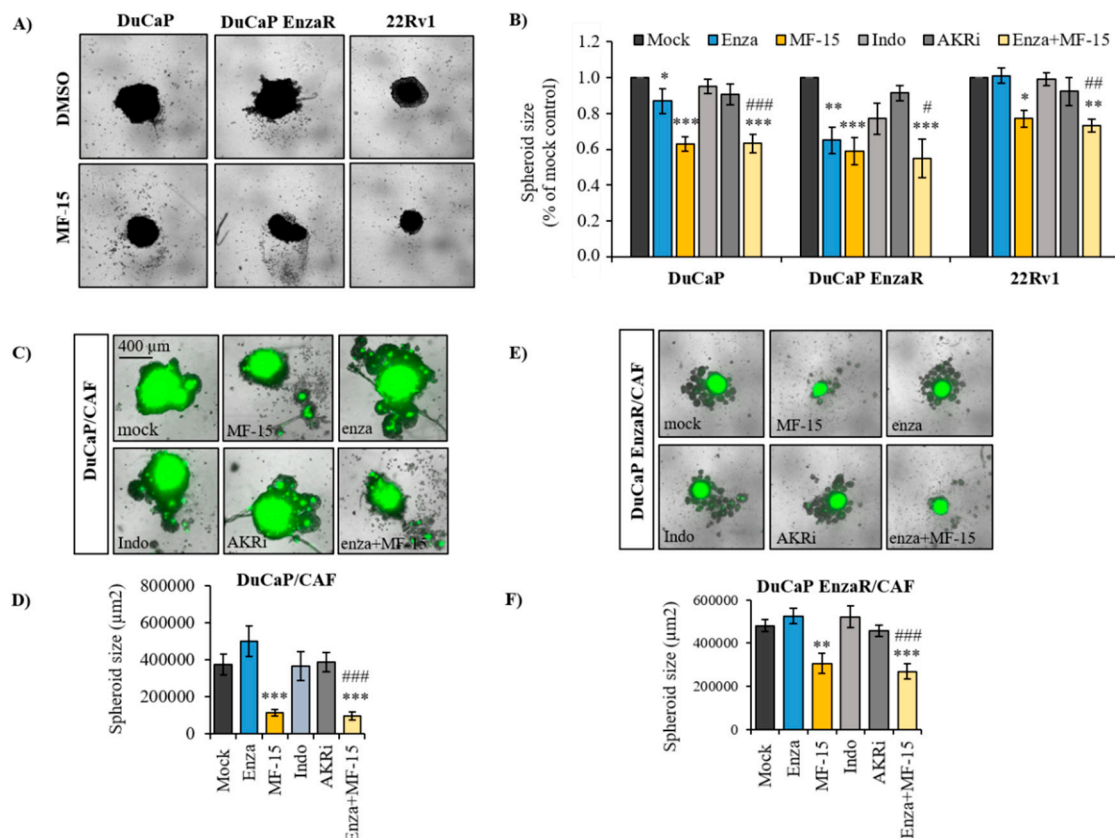 A)
DuCaP DuCaP EnzaR 22Rv1
DMSO
MF-15
B)
Mock Enza MF-15 Indo AKRi Enza+MF-15
Spheroid size
(% of mock control)
1.2
1.0
0.8
0.6
0.4
0.2
0.0
* *** ### ***
** *** # ***
* ## **
DuCaP DuCaP EnzaR 22Rv1
C)
DuCaP/CAF
400 µm
mock MF-15 enza
Indo AKRi enza+MF-15
E)
DuCaP EnzaR/CAF
mock MF-15 enza
Indo AKRi enza+MF-15
D)
DuCaP/CAF
Spheroid size (µm2)
800000
600000
400000
200000
0
*** ### ***
Mock Enza MF-15 Indo AKRi Enza+MF-15
F)
DuCaP EnzaR/CAF
Spheroid size (µm2)
600000
400000
200000
0
** ### ***
Mock Enza MF-15 Indo AKRi Enza+MF-15